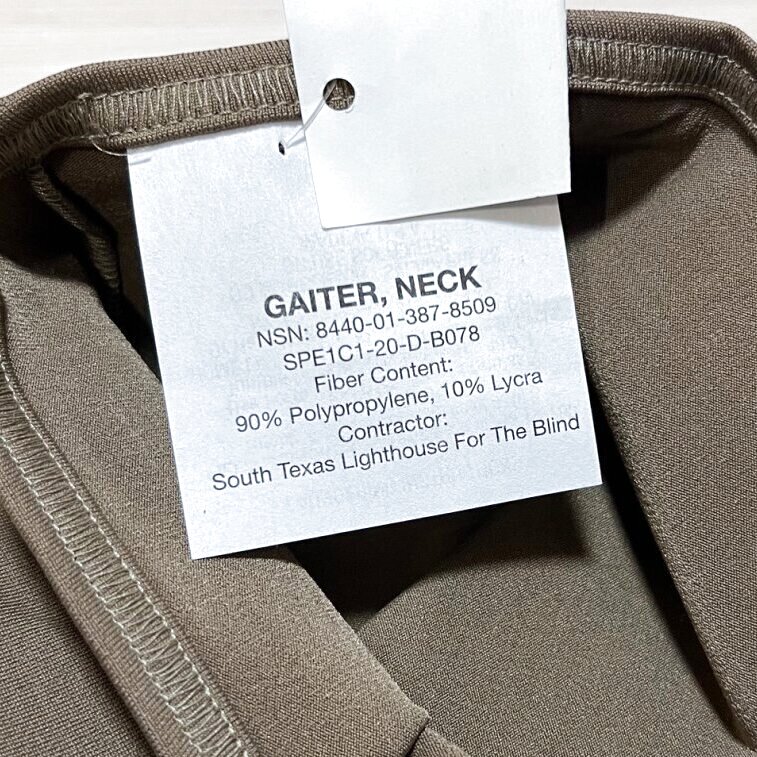 GAITER, NECK
NSN: 8440-01-387-8509
SPE1C1-20-D-B078
Fiber Content:
90% Polypropylene, 10% Lycra
Contractor:
South Texas Lighthouse For The Blind